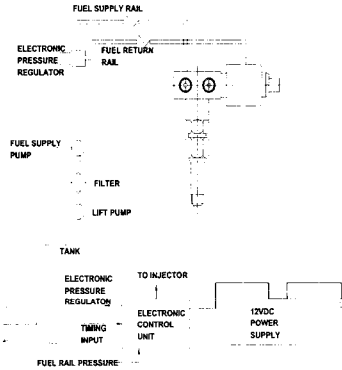 FUEL SUPPLY RAIL
ELECTRONIC
PRESSURE
REGULATOR
FUEL RETURN
RAIL
FUEL SUPPLY
PUMP
FILTER
LIFT PUMP
TANK
ELECTRONIC
PRESSURE
REGULATOR
TO INJECTOR
TIMING
INPUT
ELECTRONIC
CONTROL
UNIT
12VDC
POWER
SUPPLY
FUEL RAIL PRESSURE